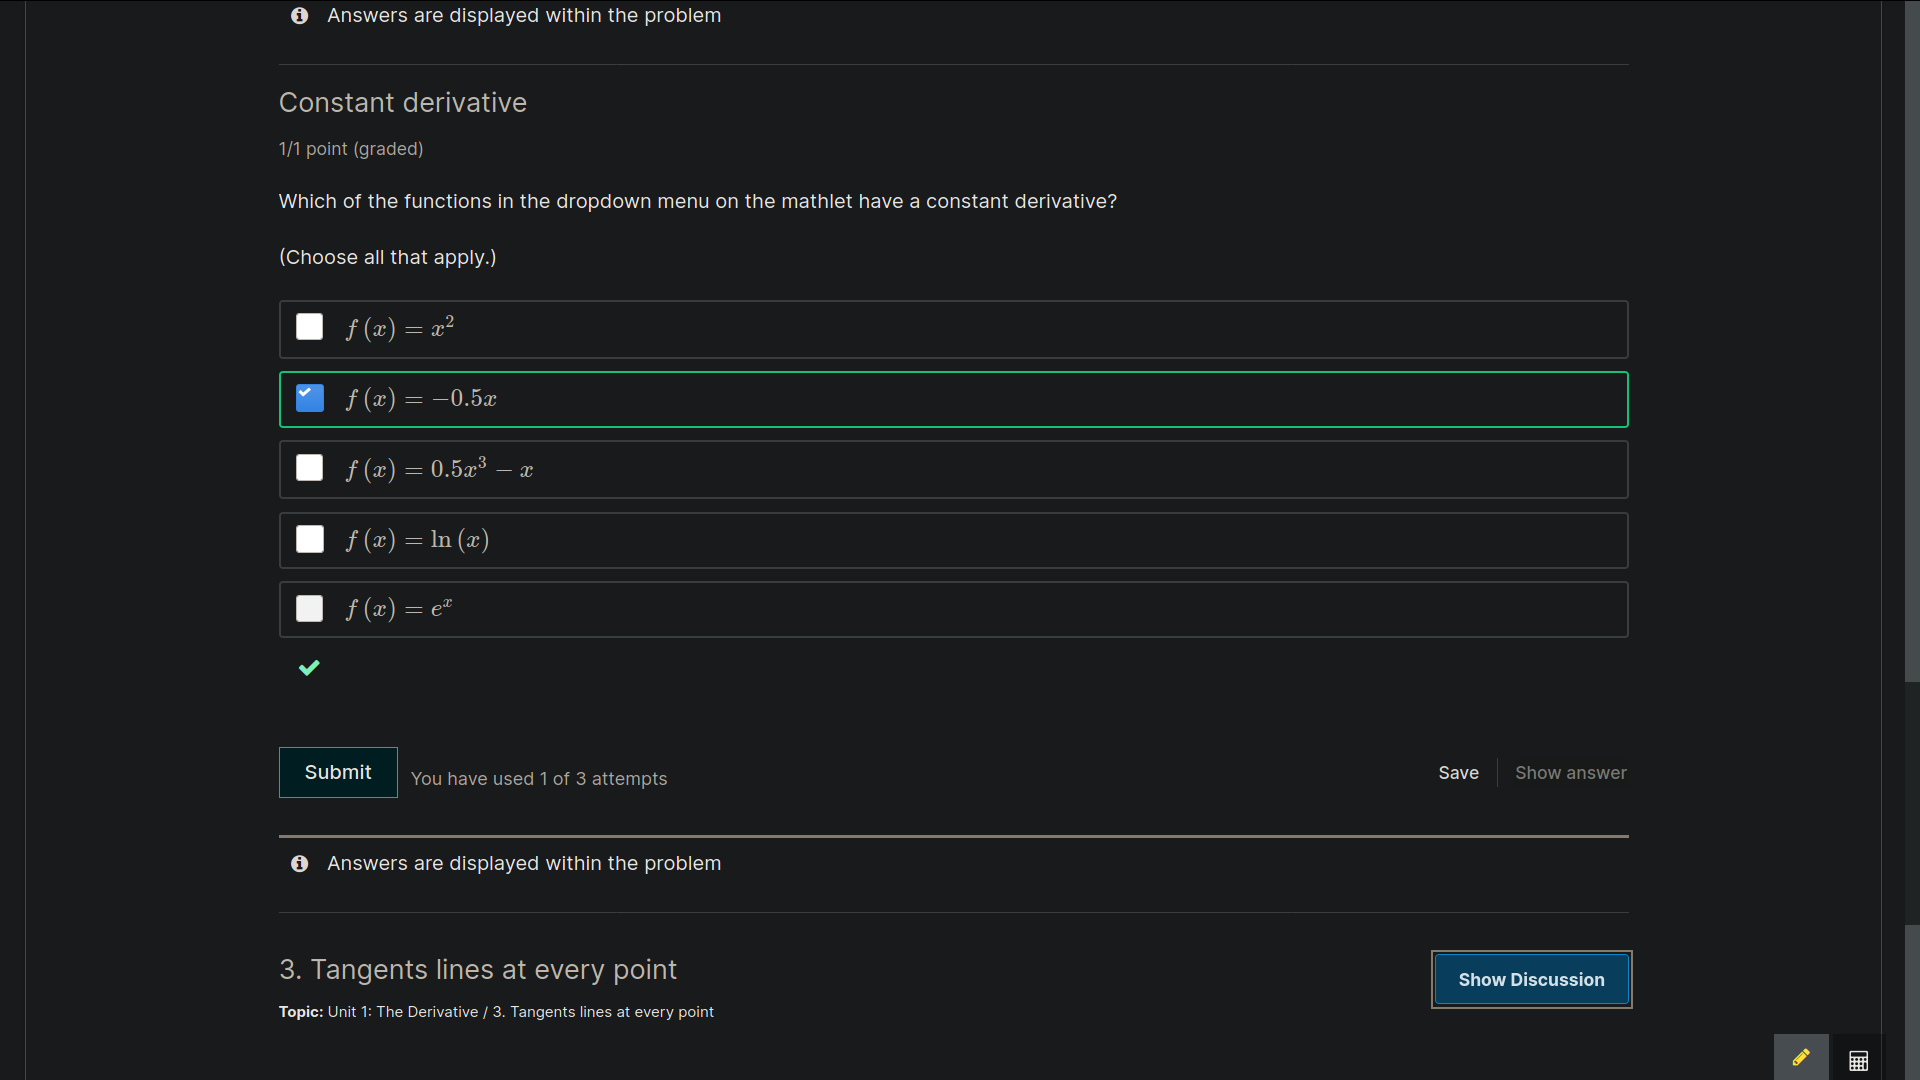 Answers are displayed within the problem
Constant derivative
1/1 point (graded)
Which of the functions in the dropdown menu on the mathlet have a constant derivative?
(Choose all that apply.)
f (x) = x²
f (x) = −0.5x
f (x) = 0.5x³ − x
f (x) = ln (x)
f (x) = eˣ
Submit You have used 1 of 3 attempts Save Show answer
Answers are displayed within the problem
3. Tangents lines at every point Show Discussion
Topic: Unit 1: The Derivative / 3. Tangents lines at every point